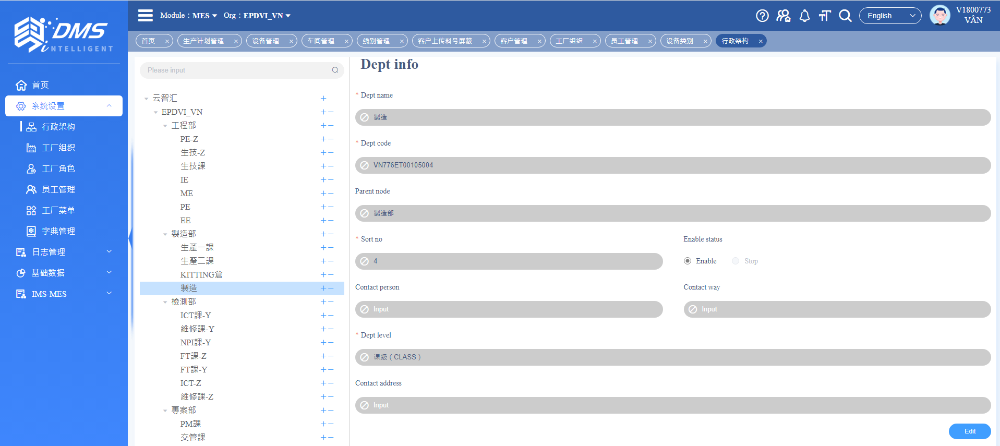 DMS
iNTELLIGENT
首页
系统设置
行政架构
工厂组织
工厂角色
员工管理
工厂菜单
字典管理
日志管理
基础数据
IMS-MES
Module：MES Org：EPDVI_VN
English
V1800773
VÂN
首页 × 生产计划管理 × 设备管理 × 车间管理 × 线别管理 × 客户上传料号屏蔽 × 客户管理 × 工厂组织 × 员工管理 × 设备类别 × 行政架构 ×
Please input
云智汇 +
EPDVI_VN +−
工程部 +−
PE-Z +−
生技-Z +−
生技課 +−
IE +−
ME +−
PE +−
EE +−
製造部 +−
生產一課 +−
生產二課 +−
KITTING倉 +−
製造 +−
檢測部 +−
ICT課-Y +−
維修課-Y +−
NPI課-Y +−
FT課-Z +−
FT課-Y +−
ICT-Z +−
維修課-Z +−
專案部 +−
PM課 +−
交管課 +−
Dept info
* Dept name
製造
* Dept code
VN776ET00105004
Parent node
製造部
* Sort no
4
Enable status
Enable Stop
Contact person
Input
Contact way
Input
* Dept level
课级（CLASS）
Contact address
Input
Edit